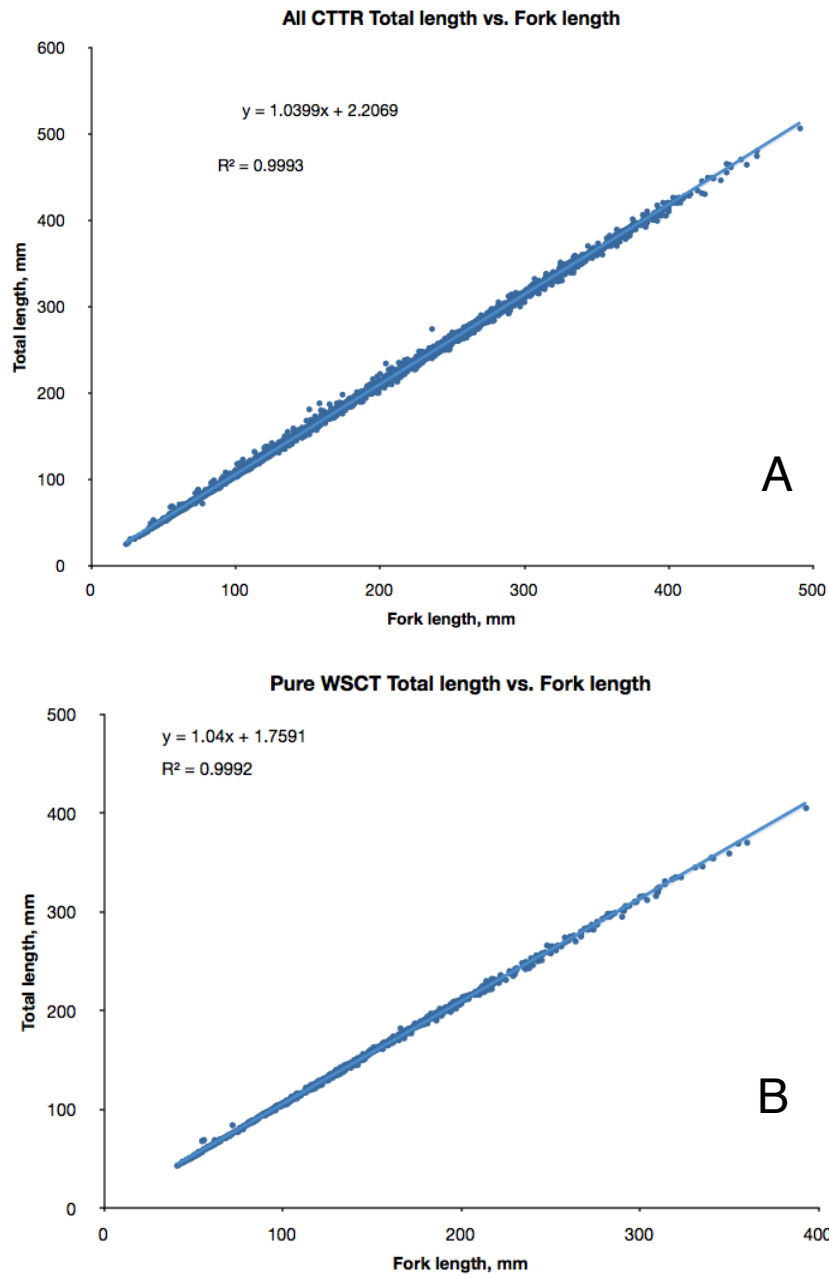 All CTTR Total length vs. Fork length
600
y = 1.0399x + 2.2069
500
R² = 0.9993
400
300
Total length, mm
200
100
A
0
0 100 200 300 400 500
Fork length, mm
Pure WSCT Total length vs. Fork length
500
y = 1.04x + 1.7591
R² = 0.9992
400
300
Total length, mm
200
100
B
0
0 100 200 300 400
Fork length, mm